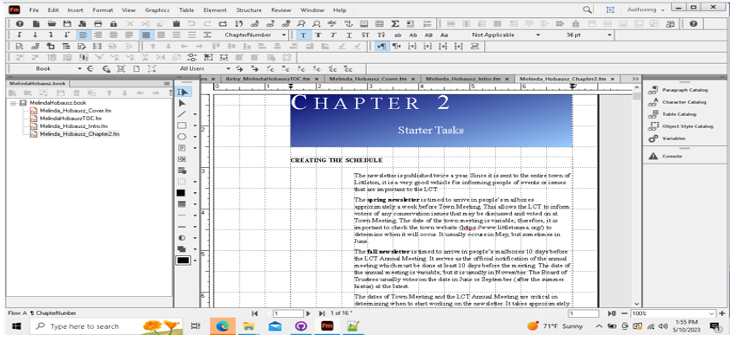 Fm File Edit Insert Format View Graphics Table Element Structure Review Window Help Authoring
ChapterNumber Not Applicable 36 pt
Book All Users
MelindaHobausz.book
MelindaHobausz.book
Melinda_Hobausz_Cover.fm
MelindaHobauszTOC.fm
Melinda_Hobausz_Intro.fm
Melinda_Hobausz_Chapter2.fm
Melinda_Hobausz_Cover.fm Melinda_Hobausz_Intro.fm Melinda_Hobausz_Chapter2.fm
0 1 2 3 4 5 6 7
CHAPTER 2
Starter Tasks
CREATING THE SCHEDULE
The newsletter is published twice a year. Since it is sent to the entire town of
Littleton, it is a very good vehicle for informing people of events or issues
that are important to the LCT.
The spring newsletter is timed to arrive in people's mailboxes
approximately a week before Town Meeting. This allows the LCT to inform
voters of any conservation issues that may be discussed and voted on at
Town Meeting. The date of the town meeting is variable, therefore, it is
important to check the town website (https://www.littletonma.org/) to
determine when it will occur. It usually occurs in May, but sometimes in
June.
The fall newsletter is timed to arrive in people's mailboxes 10 days before
the LCT Annual Meeting. It serves as the official notification of the annual
meeting which must be done at least 10 days before the meeting. The date of
the annual meeting is variable, but it is usually in November. The Board of
Trustees usually votes on the date in June or September (after the summer
hiatus) at the latest.
The dates of Town Meeting and the LCT Annual Meeting are critical in
determining when to start working on the newsletter. It takes approximately
Paragraph Catalog
Character Catalog
Table Catalog
Object Style Catalog
Variables
Console
Flow: A ¶ ChapterNumber 1 1 of 16 * 1 100%
Type here to search 71°F Sunny 1:55 PM
5/10/2023